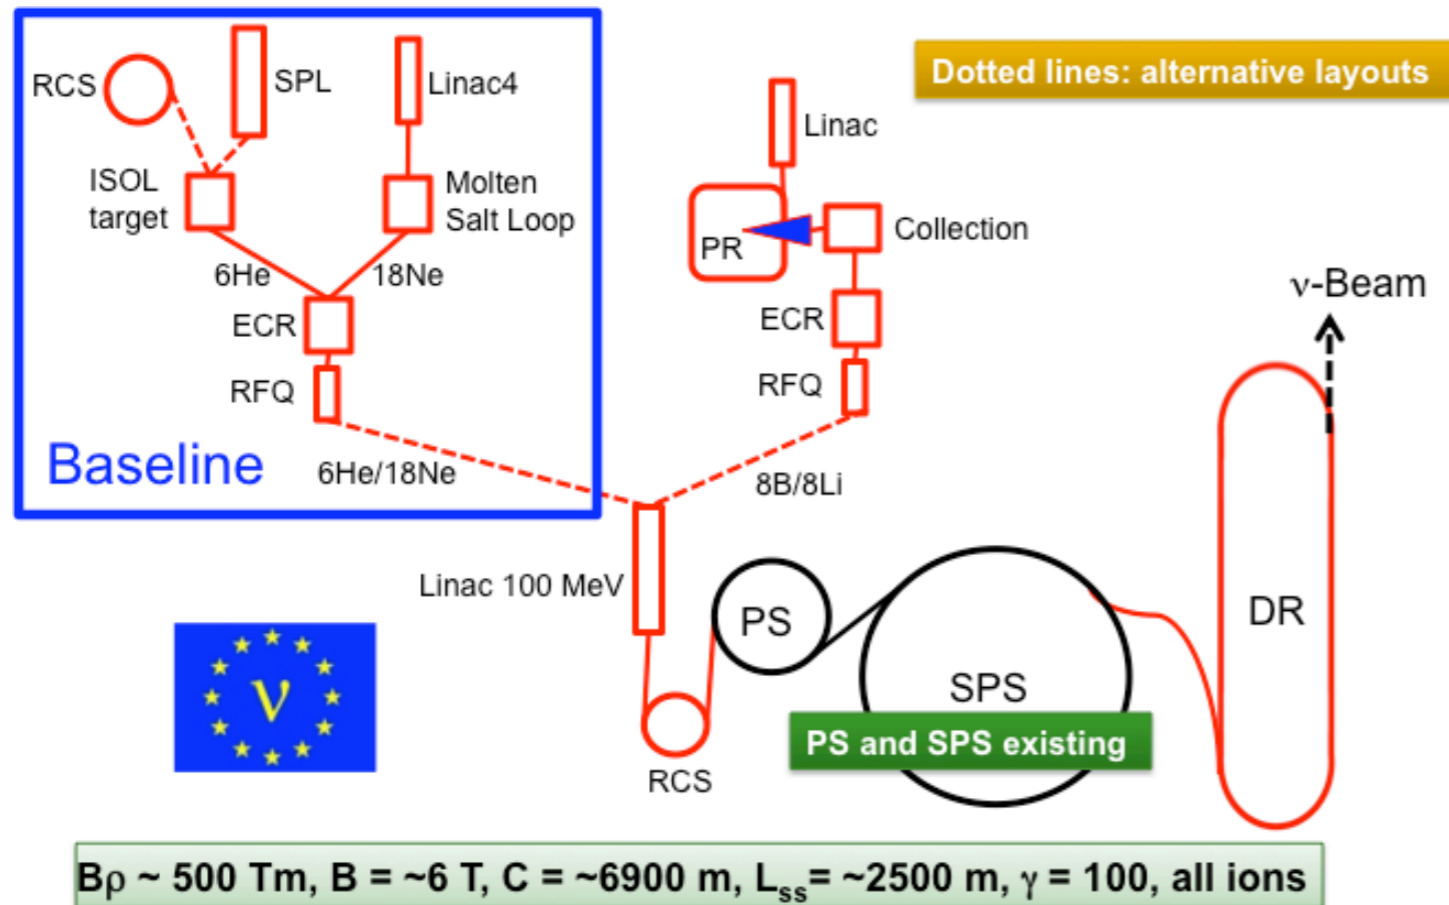 RCS
SPL
Linac4
Dotted lines: alternative layouts
Linac
ISOL
target
Molten
Salt Loop
PR
Collection
6He
18Ne
ν-Beam
ECR
ECR
RFQ
RFQ
Baseline
6He/18Ne
8B/8Li
Linac 100 MeV
PS
DR
SPS
ν
PS and SPS existing
RCS
Bρ ~ 500 Tm, B = ~6 T, C = ~6900 m, Lss= ~2500 m, γ = 100, all ions